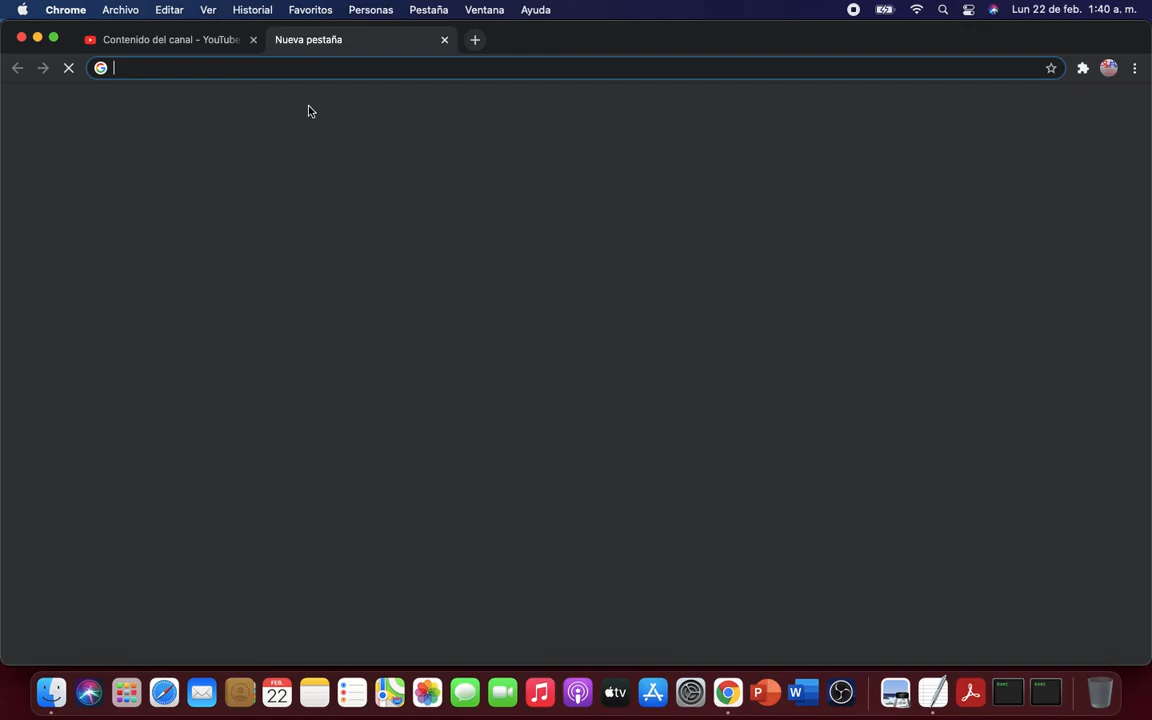 Chrome Archivo Editar Ver Historial Favoritos Personas Pestaña Ventana Ayuda Lun 22 de feb. 1:40 a. m.
Contenido del canal - YouTube Nueva pestaña
FEB.
22
tv